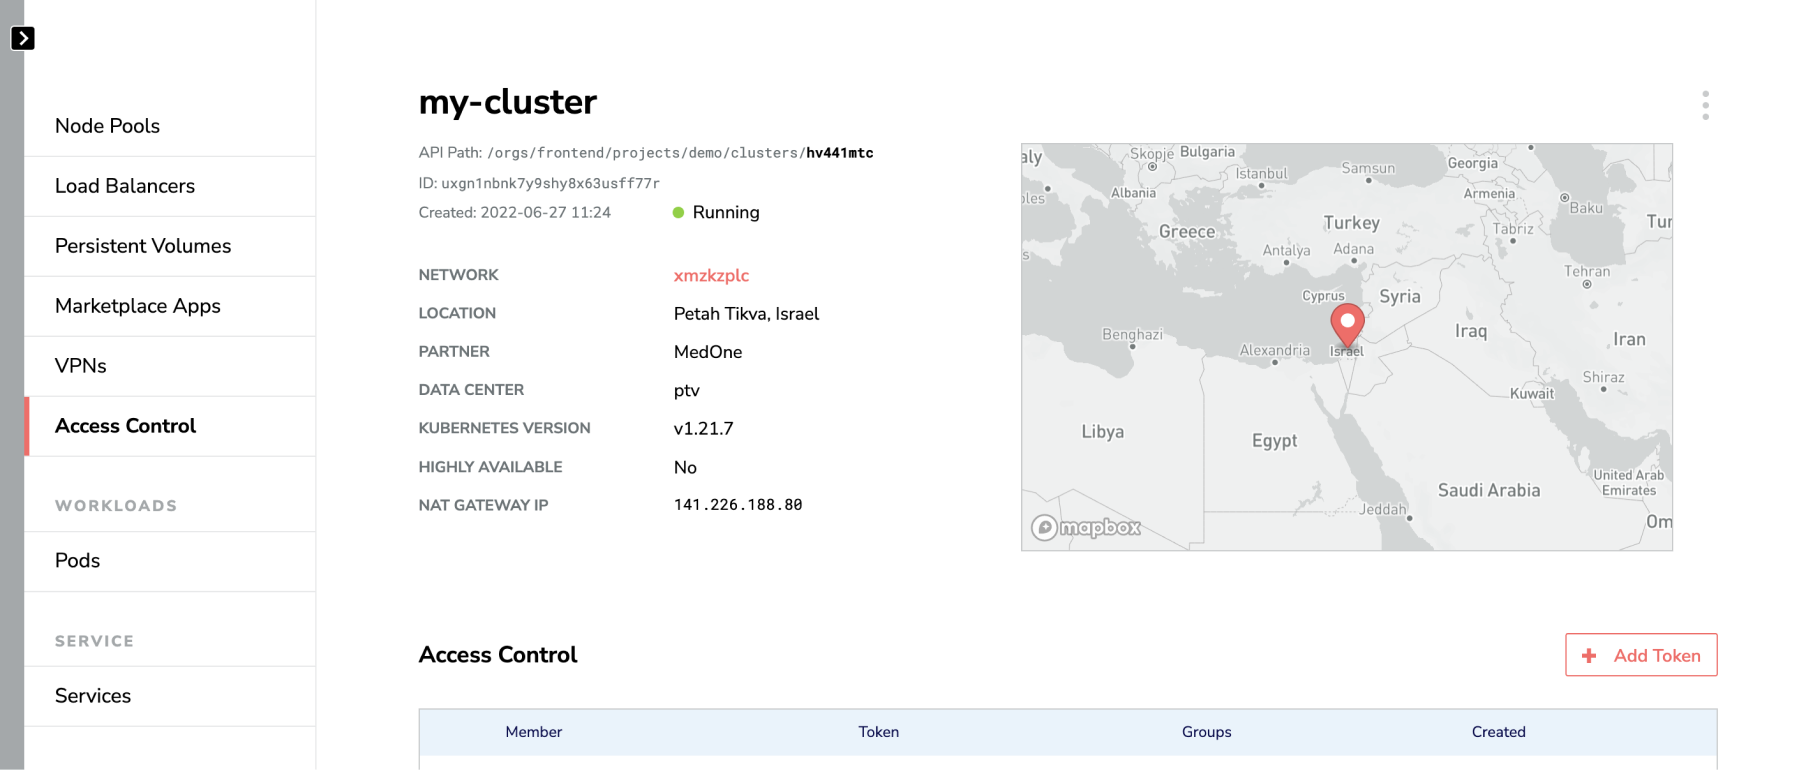 Node Pools
Load Balancers
Persistent Volumes
Marketplace Apps
VPNs
Access Control
WORKLOADS
Pods
SERVICE
Services
my-cluster
API Path: /orgs/frontend/projects/demo/clusters/hv441mtc
ID: uxgn1nbnk7y9shy8x63usff77r
Created: 2022-06-27 11:24
Running
NETWORK xmzkzplc
LOCATION Petah Tikva, Israel
PARTNER MedOne
DATA CENTER ptv
KUBERNETES VERSION v1.21.7
HIGHLY AVAILABLE No
NAT GATEWAY IP 141.226.188.80
aly
Skopje
Bulgaria
Istanbul
Samsun
Georgia
Albania
Armenia
ples
Baku
Greece
Turkey
Tur
Tabriz
Antalya
Adana
s
Tehran
Cyprus
Syria
Benghazi
Alexandria
Israel
Iraq
Iran
Shiraz
Kuwait
Libya
Egypt
United Arab
Emirates
Saudi Arabia
Jeddah
Om
mapbox
Access Control
Add Token
Member Token Groups Created